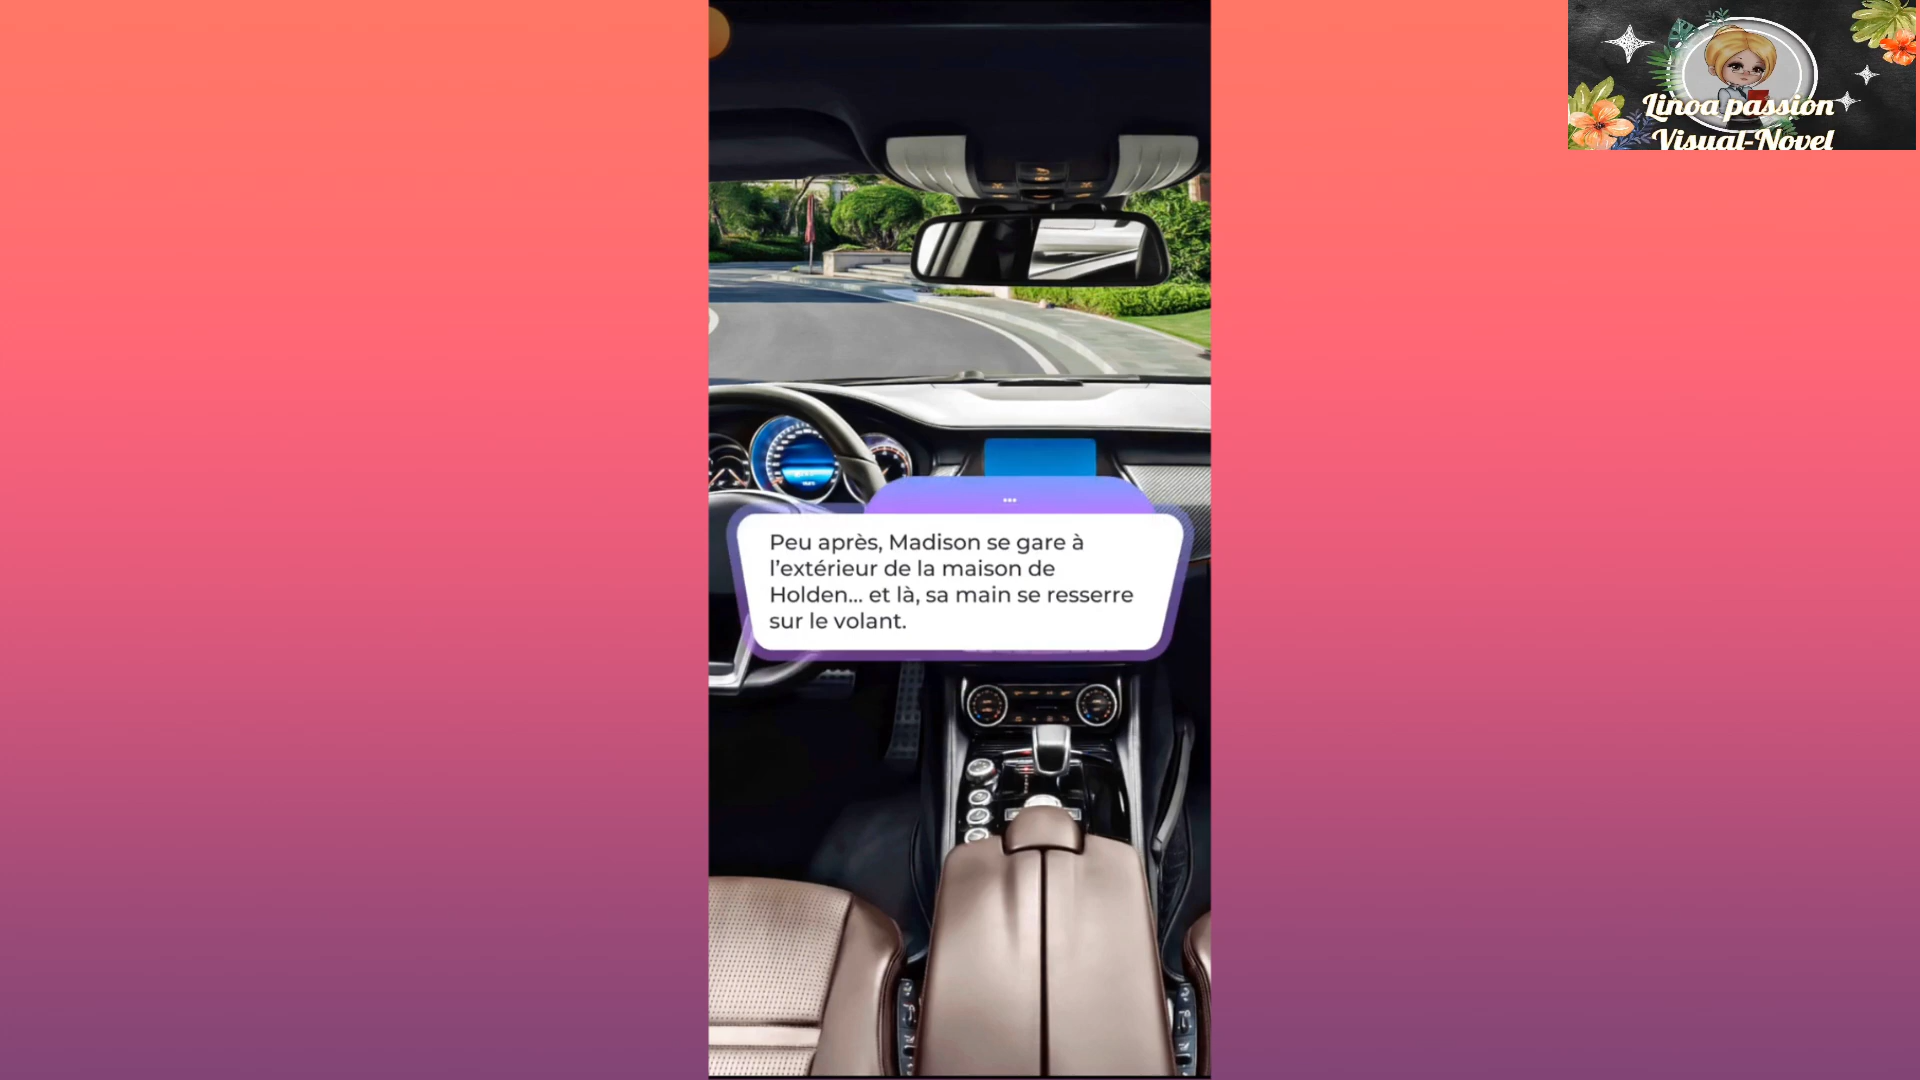 Linoa passion
Visual-Novel
...
Peu après, Madison se gare à
l’extérieur de la maison de
Holden... et là, sa main se resserre
sur le volant.